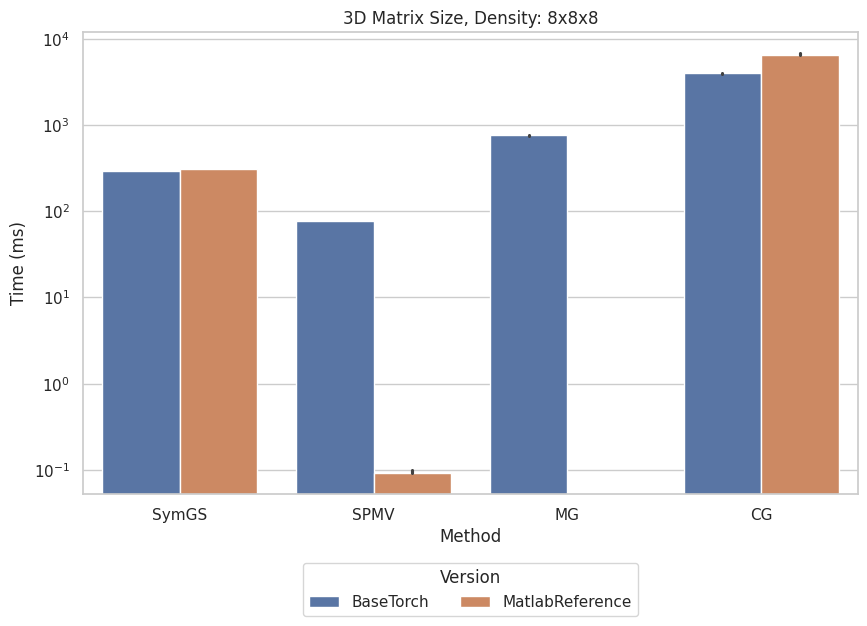 3D Matrix Size, Density: 8x8x8
Time (ms)
10^4
10^3
10^2
10^1
10^0
10^-1
SymGS SPMV MG CG
Method
Version
BaseTorch MatlabReference